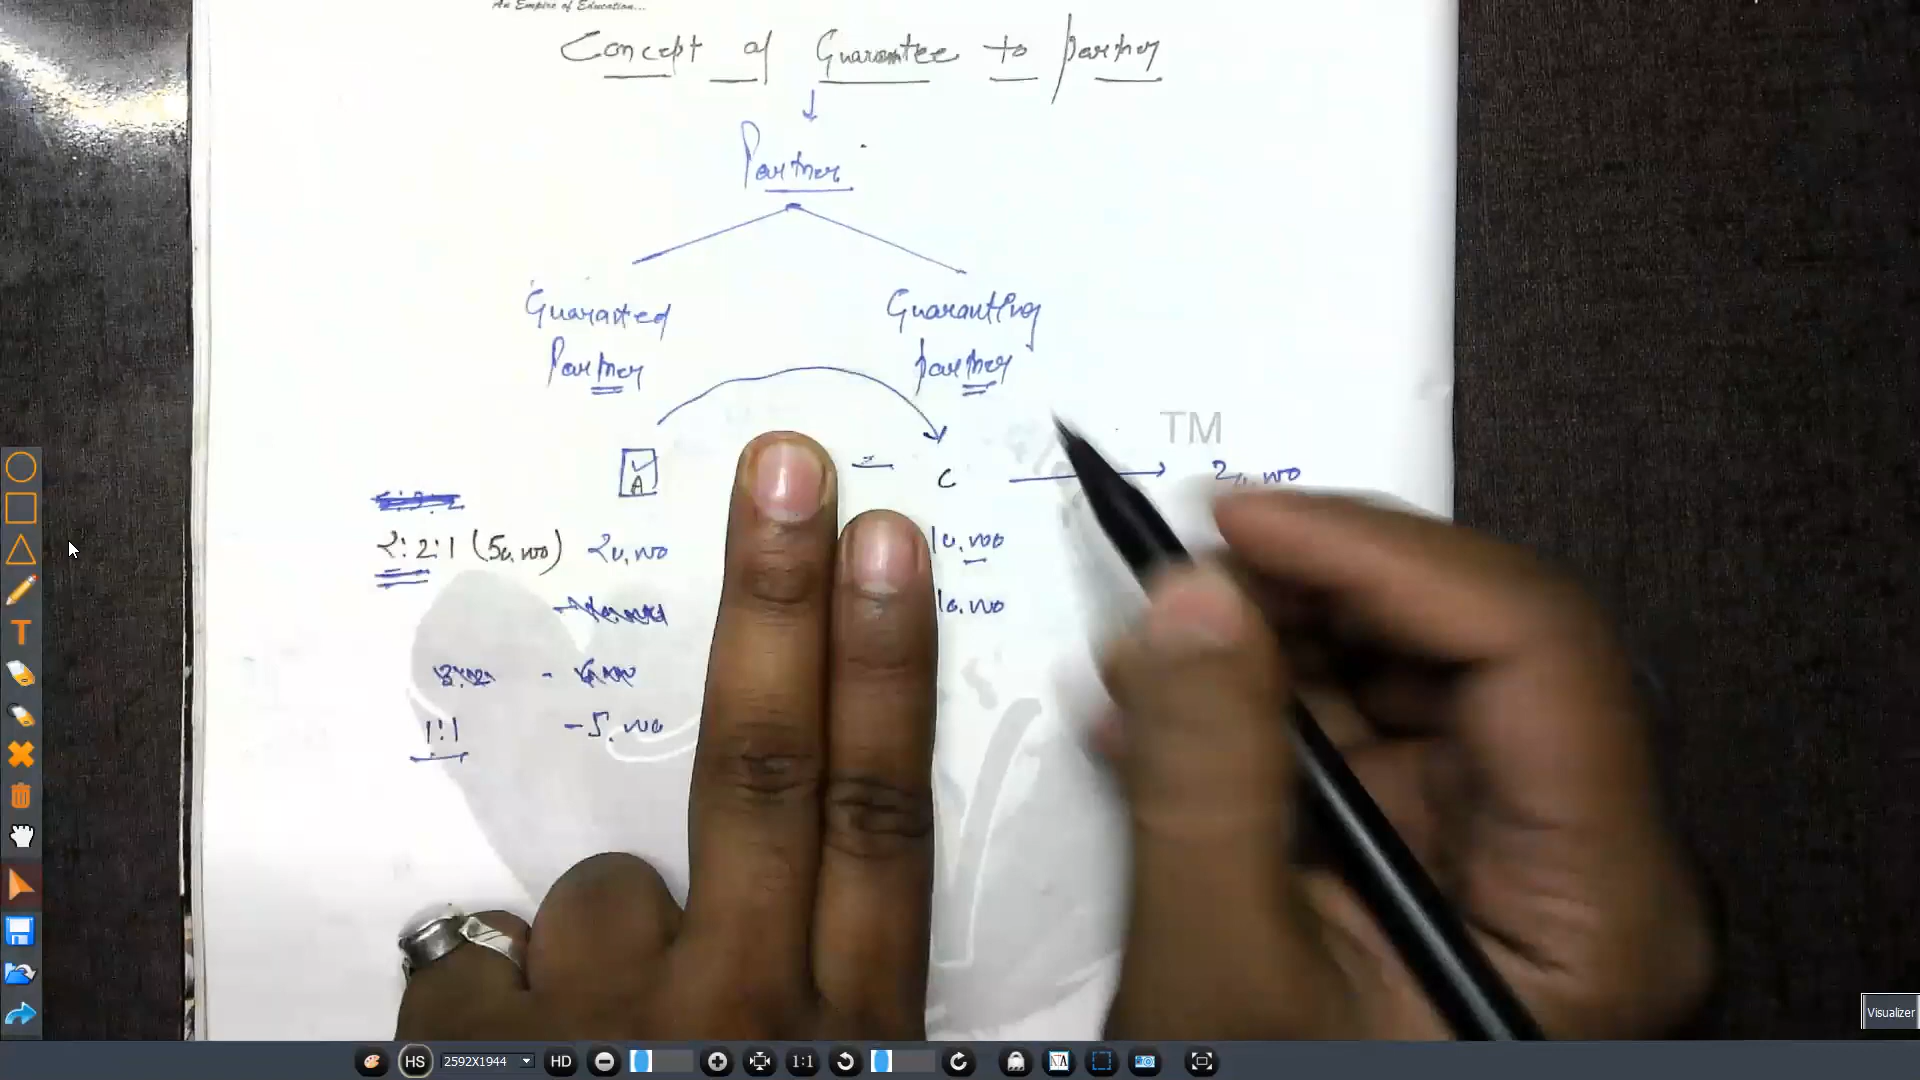 An Empire of Education...
Concept of Guarantee to partner
Partner
Guaranted Guaranting
Partner partner
TM
A = C 2
2:2:1 (50,000) 20,000 10,000
10,000
1:1 - 5,000
HS 2592X1944 HD 1:1
Visualizer
T